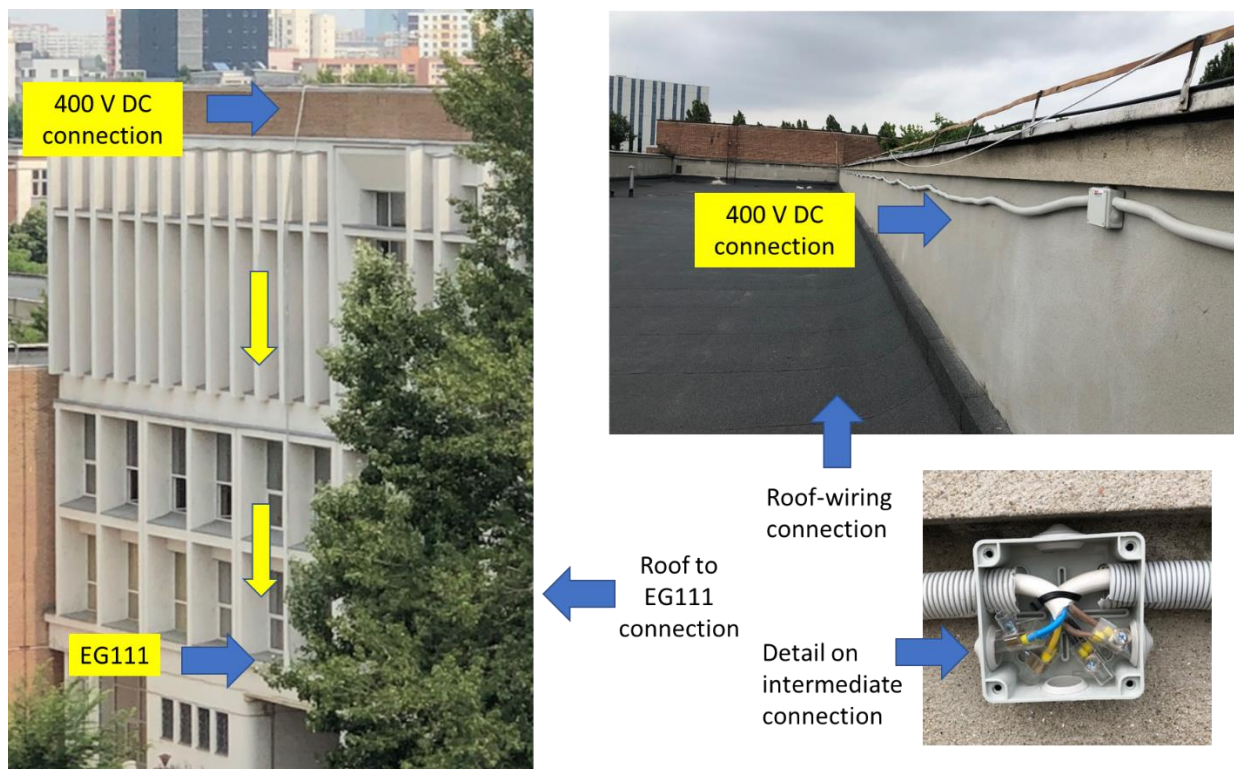 400 V DC
connection
EG111
400 V DC
connection
Roof-wiring
connection
Roof to
EG111
connection
Detail on
intermediate
connection